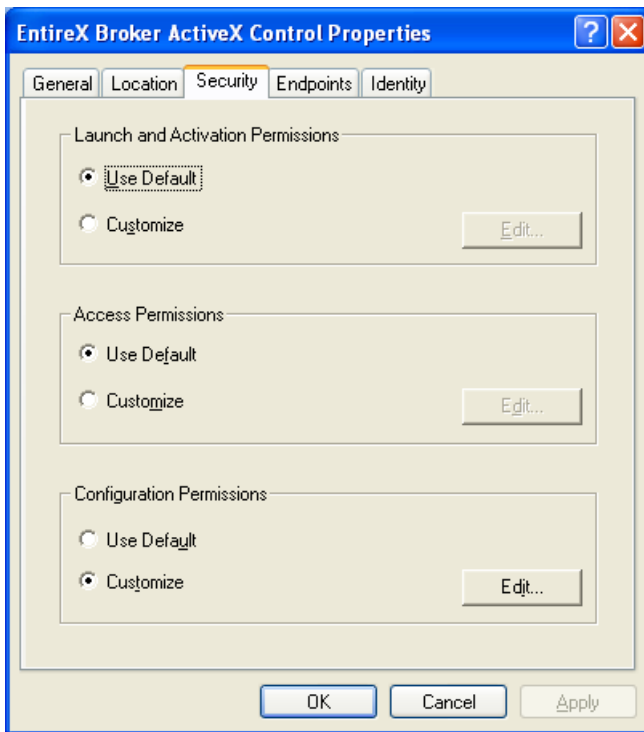 EntireX Broker ActiveX Control Properties
General Location Security Endpoints Identity
Launch and Activation Permissions
Use Default
Customize
Edit...
Access Permissions
Use Default
Customize
Edit...
Configuration Permissions
Use Default
Customize
Edit...
OK Cancel Apply